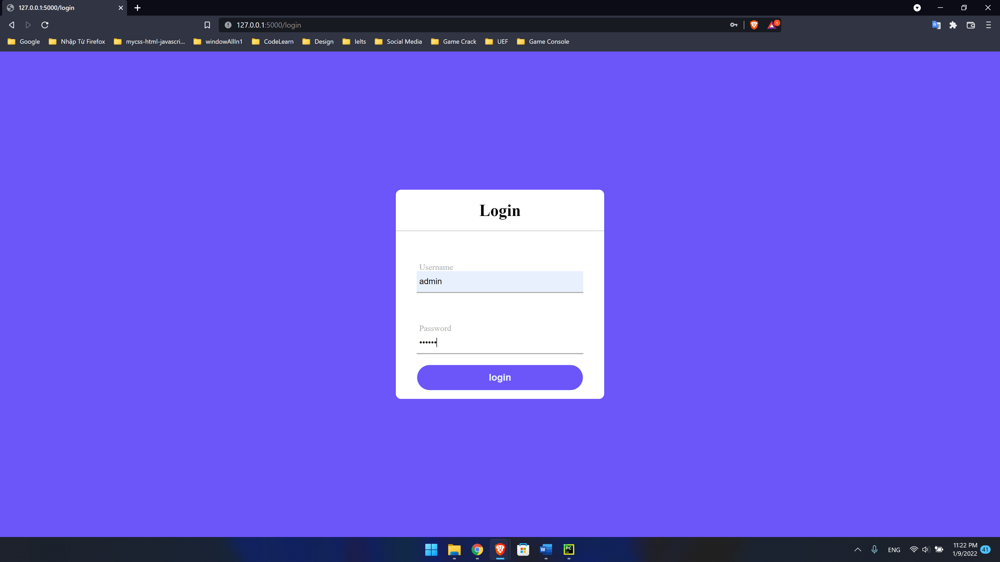 127.0.0.1:5000/login
127.0.0.1:5000/login
1
Google Nhập Từ Firefox mycss-html-javascri... windowAllIn1 CodeLearn Design Ielts Social Media Game Crack UEF Game Console
Login
Username
admin
Password
••••••
login
W
PC
ENG
11:22 PM
1/9/2022
41